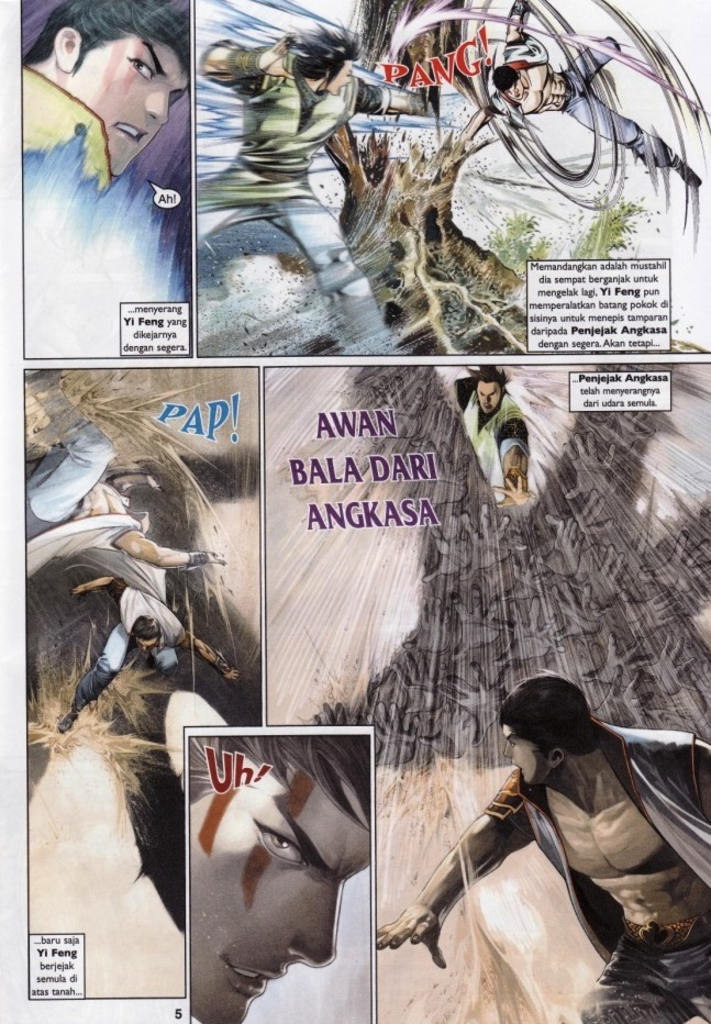 Ah!
...menyerang
Yi Feng yang
dikejarnya
dengan segera.
PANG!
Memandangkan adalah mustahil
dia sempat berganjak untuk
mengelak lagi, Yi Feng pun
memperalatkan batang pokok di
sisinya untuk menepis tamparan
daripada Penjejak Angkasa
dengan segera. Akan tetapi...
PAP!
...Penjejak Angkasa
telah menyerangnya
dari udara semula.
AWAN
BALA DARI
ANGKASA
Uh!
...baru saja
Yi Feng
berjejak
semula di
atas tanah...
5